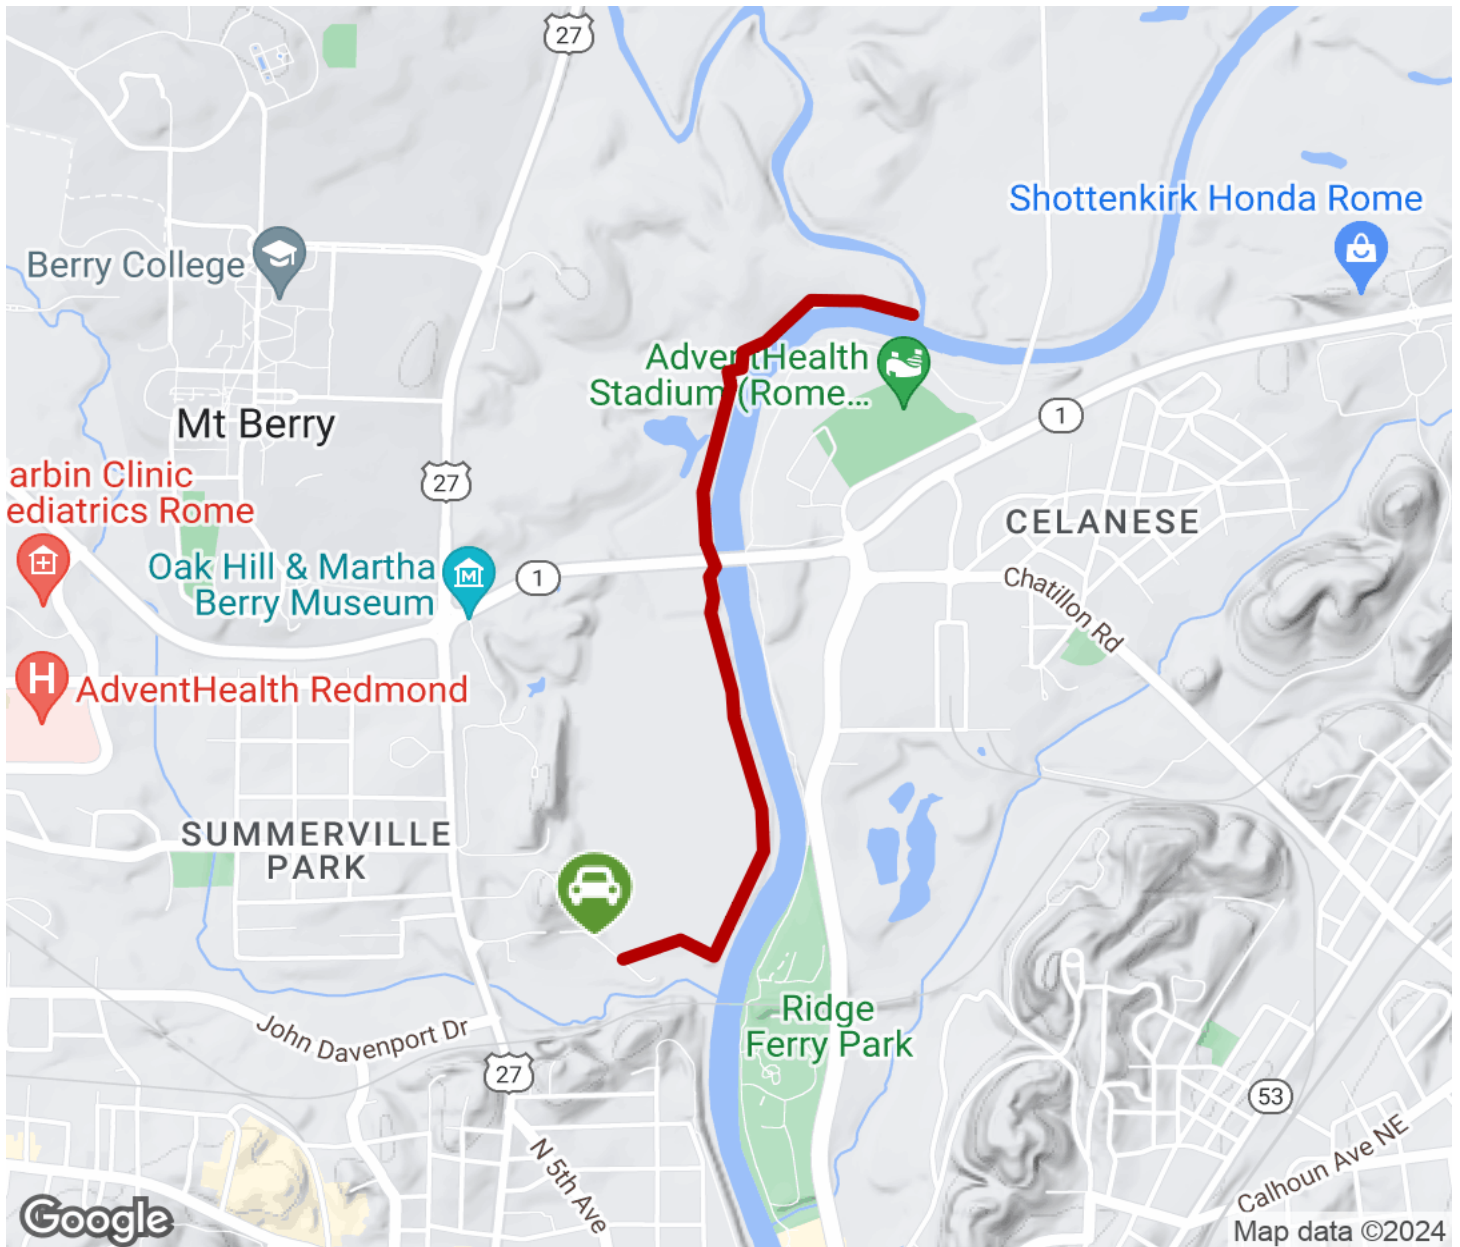 27
Shottenkirk Honda Rome
Berry College
AdventHealth
Stadium (Rome...
Mt Berry
1
arbin Clinic
ediatrics Rome
27
CELANESE
Oak Hill & Martha
Berry Museum
1
Chatillon Rd
H
AdventHealth Redmond
SUMMERVILLE
PARK
Ridge
Ferry Park
John Davenport Dr
27
53
N 5th Ave
Calhoun Ave NE
Google
Map data ©2024